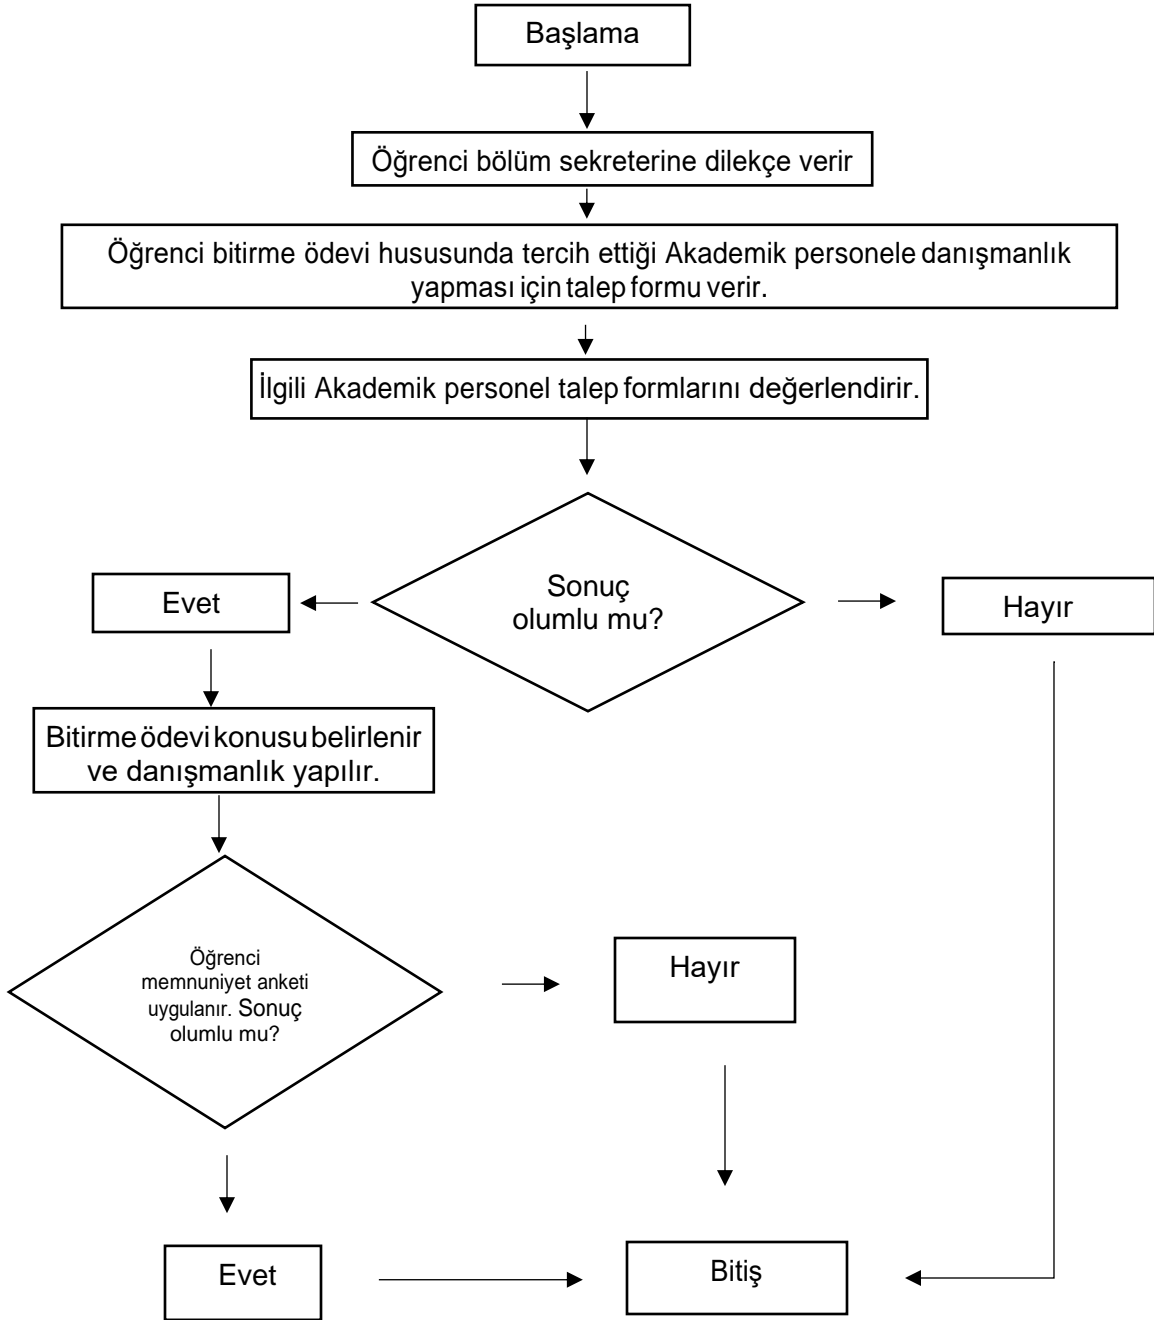 Başlama
Öğrenci bölüm sekreterine dilekçe verir
Öğrenci bitirme ödevi hususunda tercih ettiği Akademik personele danışmanlık
yapması için talep formu verir.
İlgili Akademik personel talep formlarını değerlendirir.
Sonuç
olumlu mu?
Evet
Hayır
Bitirme ödevi konusu belirlenir
ve danışmanlık yapılır.
Öğrenci
memnuniyet anketi
uygulanır. Sonuç
olumlu mu?
Hayır
Evet
Bitiş